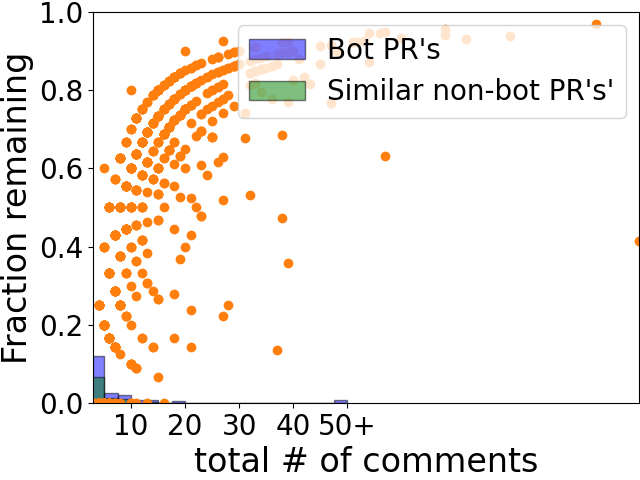 1.0
0.8
0.6
0.4
0.2
0.0
Fraction remaining
Bot PR's
Similar non-bot PR's'
10 20 30 40 50+
total # of comments